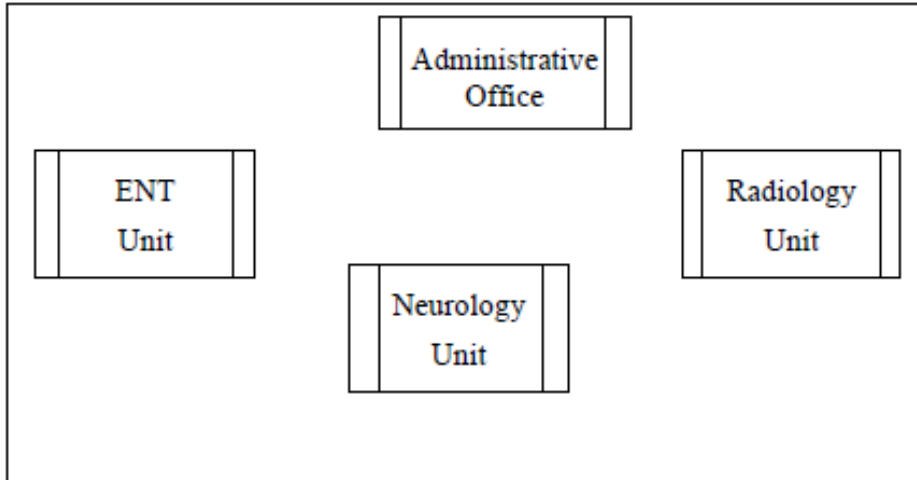 Administrative
Office
ENT
Unit
Radiology
Unit
Neurology
Unit